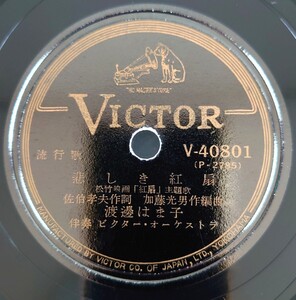 "HIS MASTER'S VOICE"
VICTOR
流行歌
V-40801
(P-2785)
悲しき紅扇
松竹映画「紅扇」主題歌
佐伯孝夫作詞 加藤光男作編曲
渡邊はま子
伴奏 ビクター・オーケストラ
MANUFACTURED BY VICTOR CO. OF JAPAN, LTD., YOKOHAMA